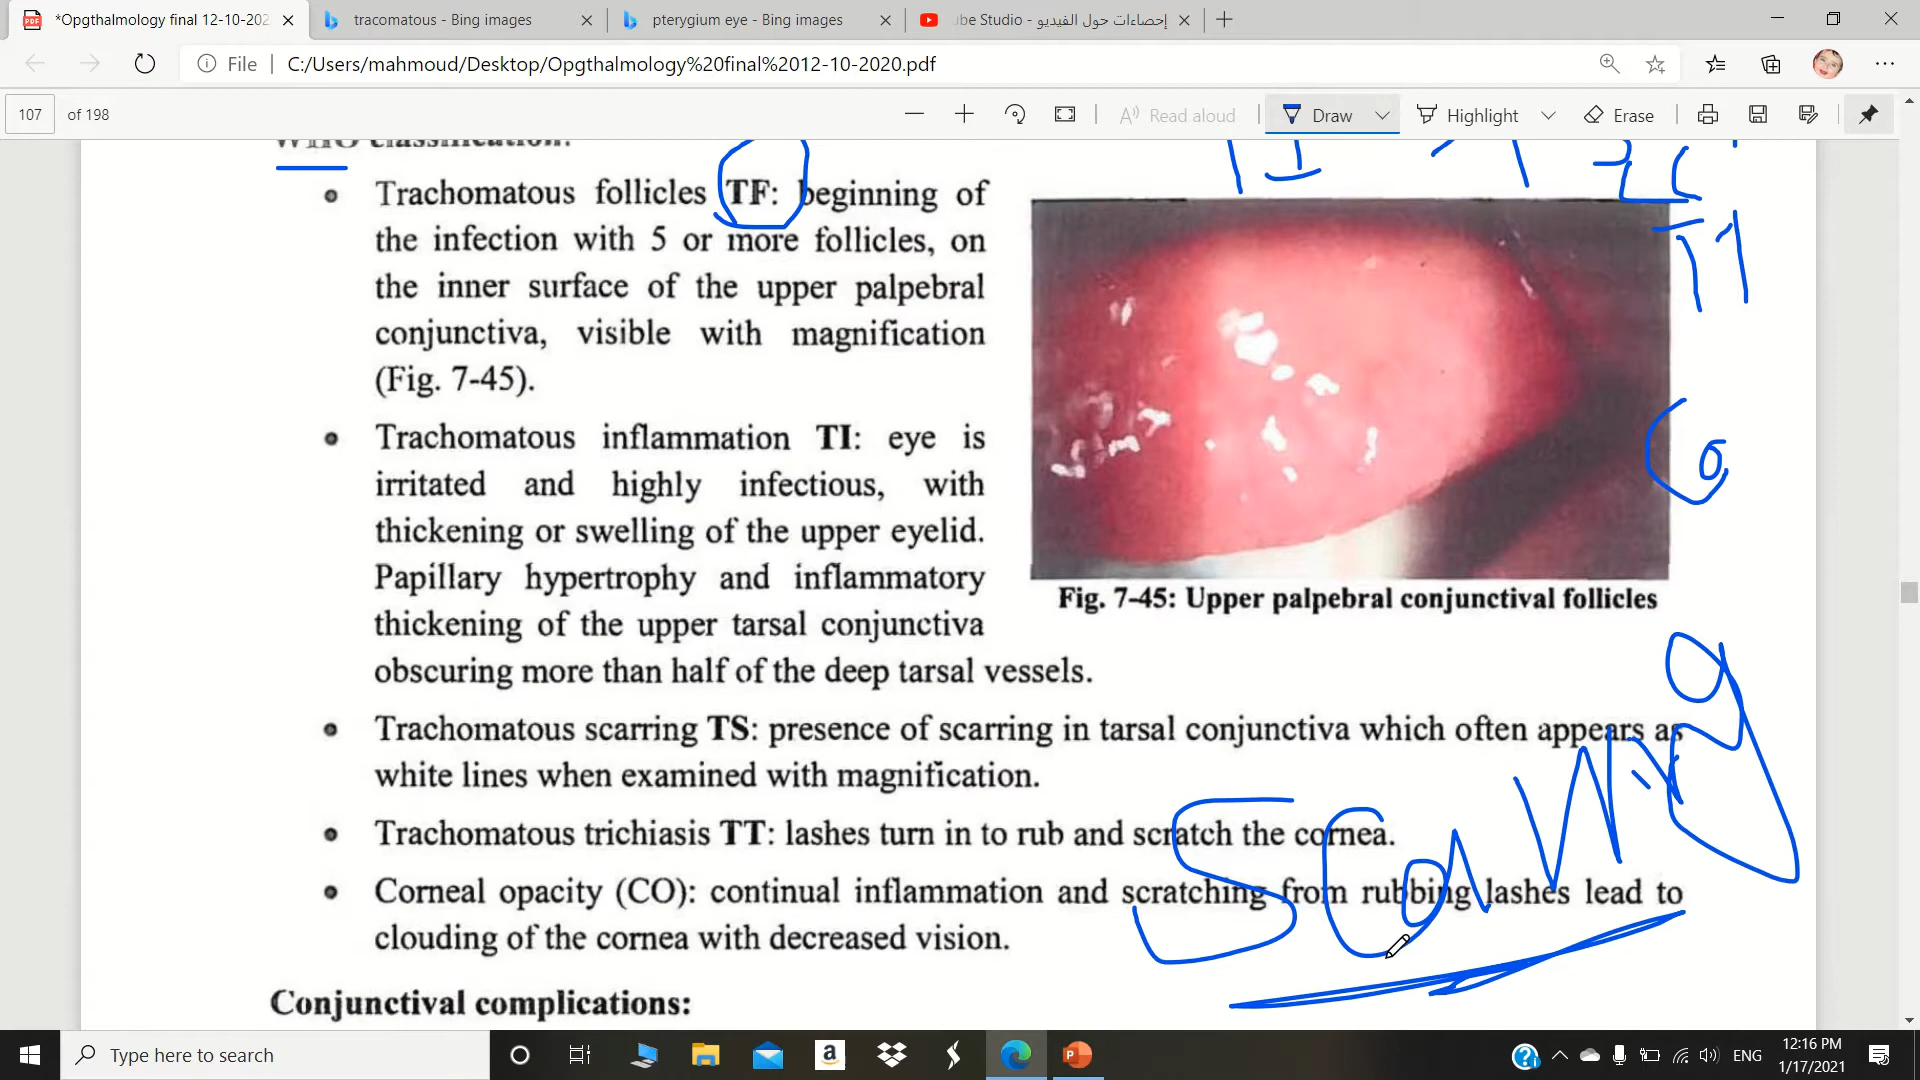 *Opgthalmology final 12-10-202
tracomatous - Bing images
pterygium eye - Bing images
إحصاءات حول الفيديو - ube Studio
File
C:/Users/mahmoud/Desktop/Opgthalmology%20final%2012-10-2020.pdf
107 of 198
Read aloud
Draw
Highlight
Erase
WHO classification:
• Trachomatous follicles TF: beginning of
the infection with 5 or more follicles, on
the inner surface of the upper palpebral
conjunctiva, visible with magnification
(Fig. 7-45).
• Trachomatous inflammation TI: eye is
irritated and highly infectious, with
thickening or swelling of the upper eyelid.
Papillary hypertrophy and inflammatory
thickening of the upper tarsal conjunctiva
obscuring more than half of the deep tarsal vessels.
Fig. 7-45: Upper palpebral conjunctival follicles
• Trachomatous scarring TS: presence of scarring in tarsal conjunctiva which often appears as
white lines when examined with magnification.
• Trachomatous trichiasis TT: lashes turn in to rub and scratch the cornea.
• Corneal opacity (CO): continual inflammation and scratching from rubbing lashes lead to
clouding of the cornea with decreased vision.
Conjunctival complications:
Type here to search
ENG
12:16 PM
1/17/2021